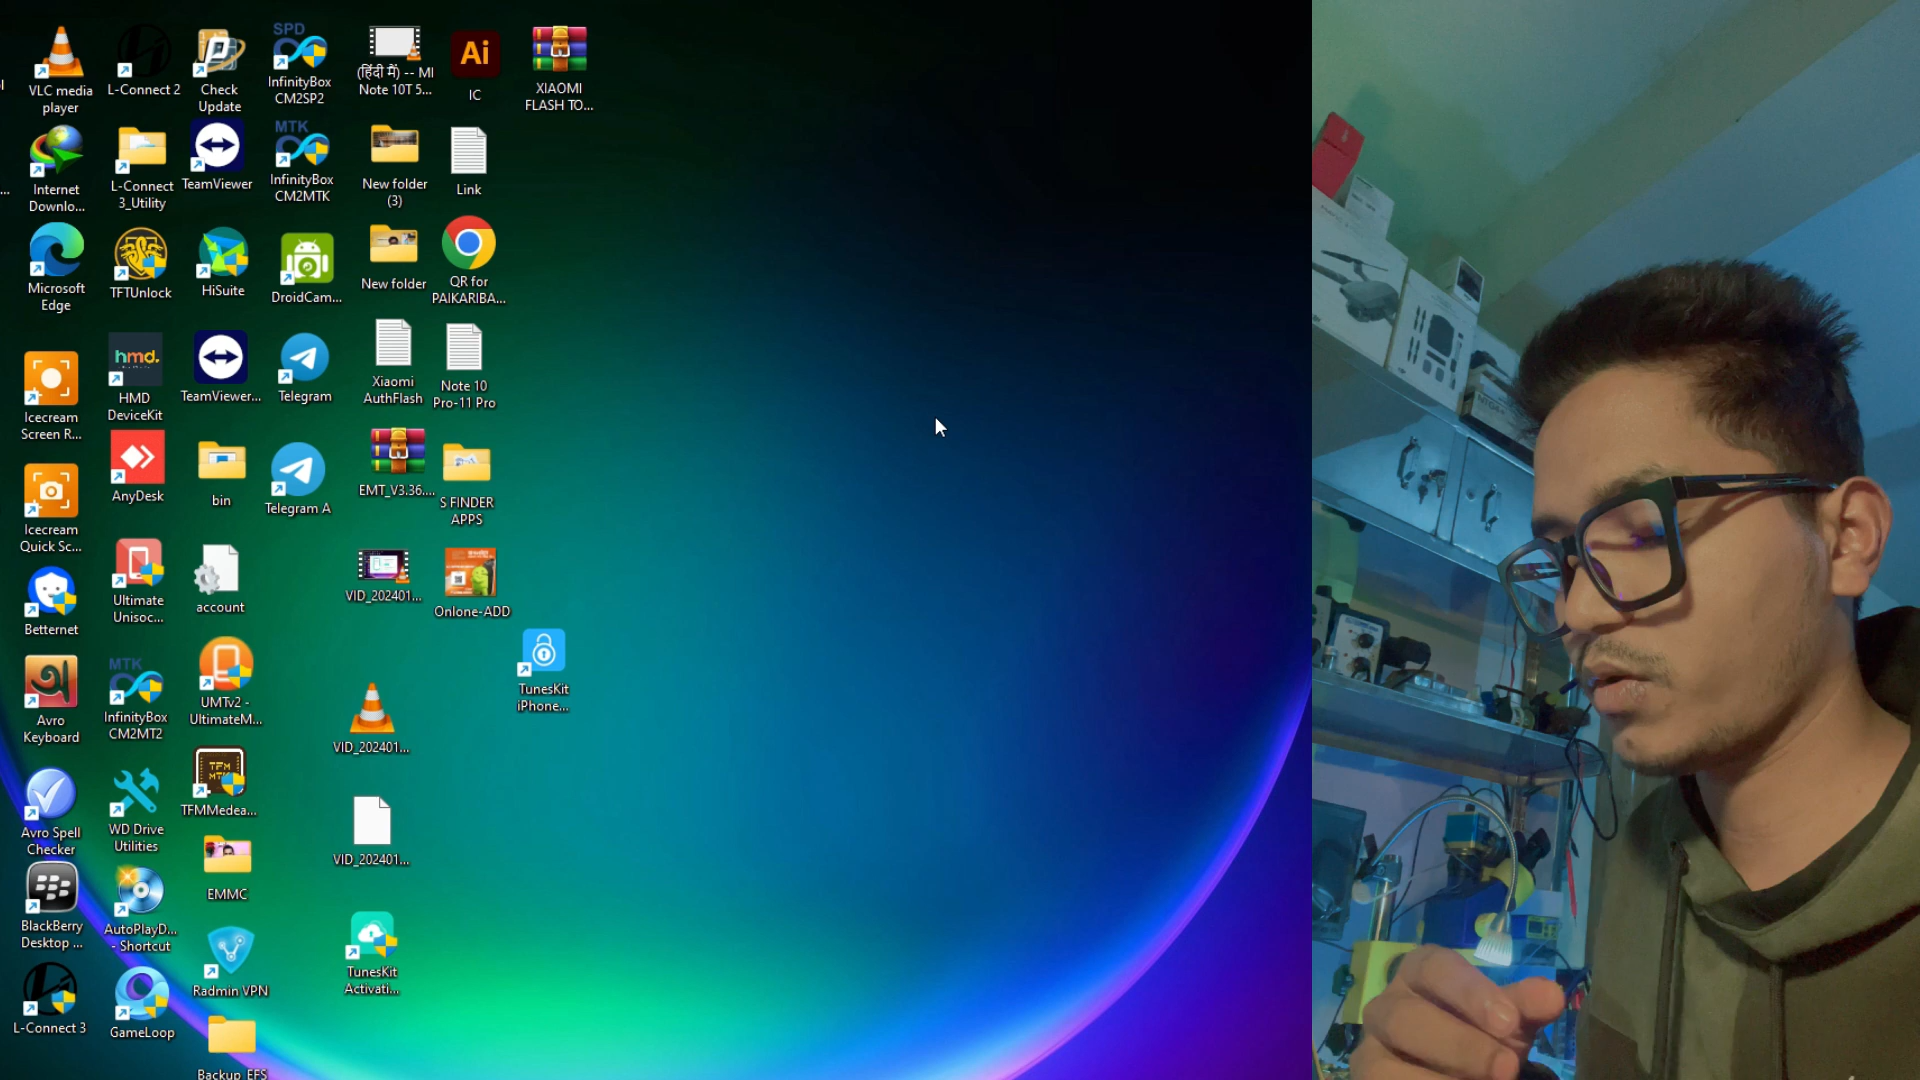 VLC media
player
L-Connect 2
Check
Update
SPD
InfinityBox
CM2SP2
(हिंदी में) -- MI
Note 10T 5...
Ai
IC
XIAOMI
FLASH TO...
Internet
Downlo...
L-Connect
3_Utility
TeamViewer
MTK
InfinityBox
CM2MTK
New folder
(3)
Link
Microsoft
Edge
TFTUnlock
HiSuite
DroidCam...
New folder
QR for
PAIKARIBA...
Icecream
Screen R...
hmd.
HMD
DeviceKit
TeamViewer...
Telegram
Xiaomi
AuthFlash
Note 10
Pro-11 Pro
Icecream
Quick Sc...
AnyDesk
bin
Telegram A
EMT_V3.36....
S FINDER
APPS
Betternet
Ultimate
Unisoc...
account
VID_202401...
Onlone-ADD
Avro
Keyboard
MTK
InfinityBox
CM2MT2
UMTv2 -
UltimateM...
VID_202401...
TunesKit
iPhone...
Avro Spell
Checker
WD Drive
Utilities
TFM
MTK
TFMMedea...
VID_202401...
BlackBerry
Desktop ...
AutoPlayD...
- Shortcut
EMMC
TunesKit
Activati...
L-Connect 3
GameLoop
Radmin VPN
Backup_EFS